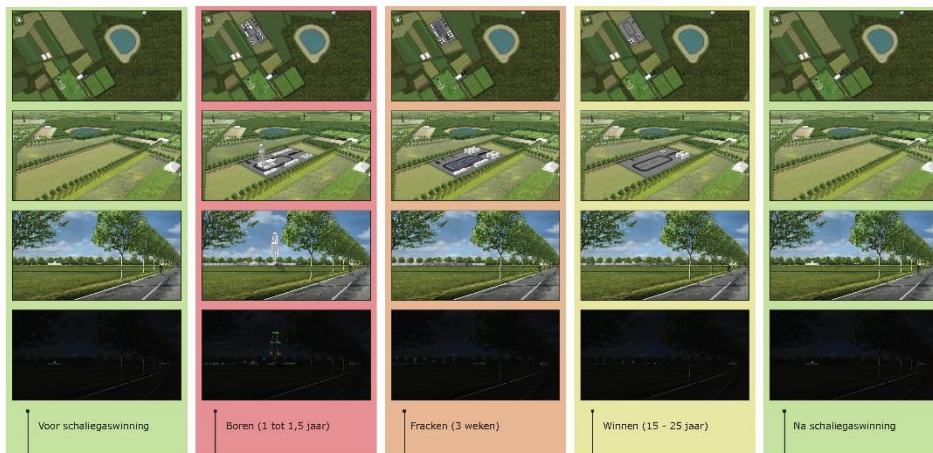 Voor schaliegaswinning
Boren (1 tot 1,5 jaar)
Fracken (3 weken)
Winnen (15 - 25 jaar)
Na schaliegaswinning